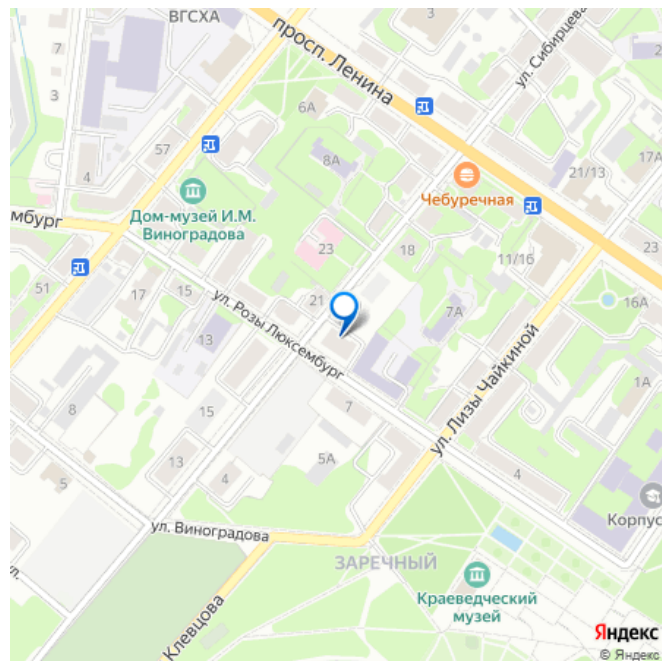 ВГСХА
3
2
7
3
просп. Ленина
ул. Сибирцева
6А
57
8А
4
17А
21/13
Чебуречная
мбург
Дом-музей И.М.
Виноградова
23
18
11/16
23
51
17
15
21
7А
16А
ул. Розы Люксембург
13
ул. Лизы Чайкиной
8
15
7
1А
13
5А
5
4
4
Корпус
ул. Виноградова
ул.
ЗАРЕЧНЫЙ
Краеведческий
музей
Клевцова
Яндекс
© Яндекс